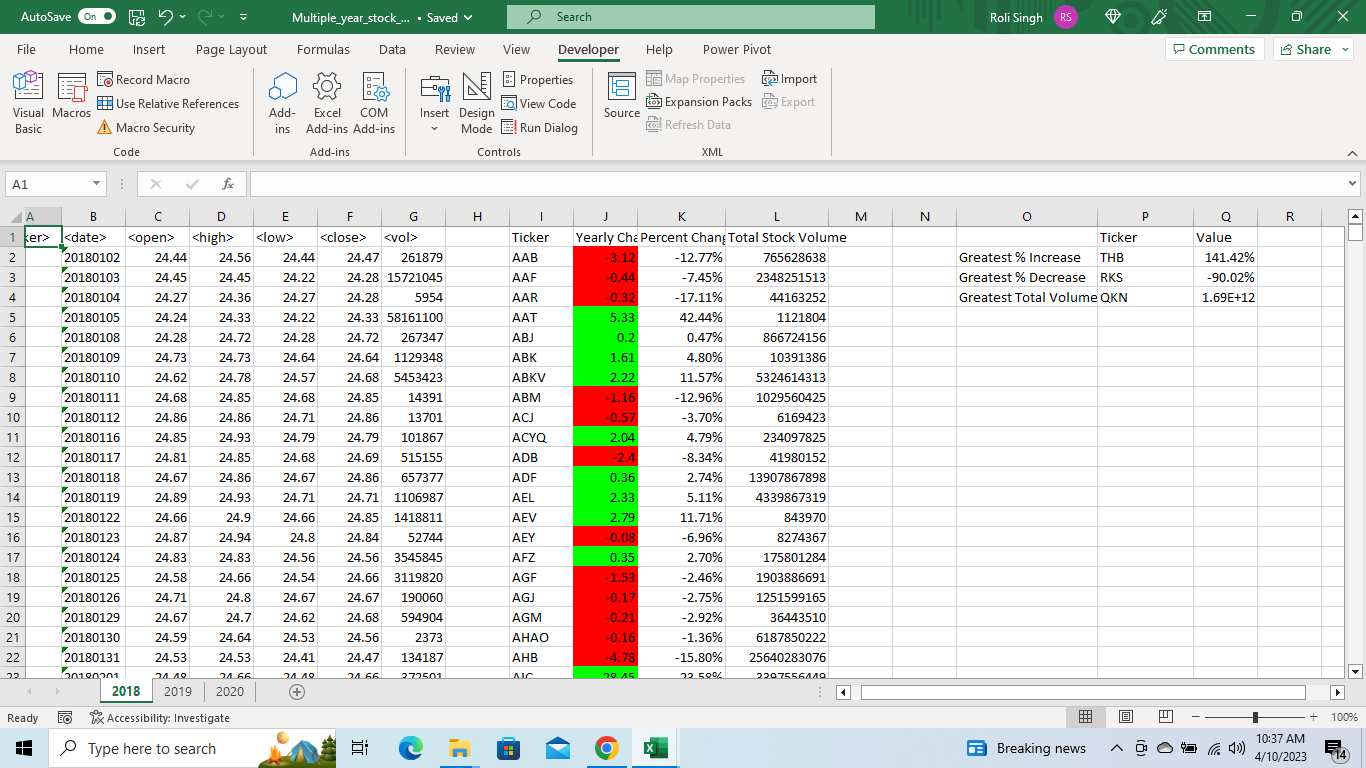 AutoSave On Multiple_year_stock_... • Saved Search Roli Singh RS
File Home Insert Page Layout Formulas Data Review View Developer Help Power Pivot Comments Share
Visual Basic
Macros
Record Macro
Use Relative References
Macro Security
Code
Add-ins
Excel Add-ins
COM Add-ins
Add-ins
Insert
Design Mode
Properties
View Code
Run Dialog
Controls
Source
Map Properties
Expansion Packs
Refresh Data
Import
Export
XML
A1 fx
A B C D E F G H I J K L M N O P Q R
1 ker> <date> <open> <high> <low> <close> <vol> Ticker Yearly Cha Percent Chang Total Stock Volume Ticker Value
2 20180102 24.44 24.56 24.44 24.47 261879 AAB -3.12 -12.77% 765628638 Greatest % Increase THB 141.42%
3 20180103 24.45 24.45 24.22 24.28 15721045 AAF -0.44 -7.45% 2348251513 Greatest % Decrease RKS -90.02%
4 20180104 24.27 24.36 24.27 24.28 5954 AAR -0.32 -17.11% 44163252 Greatest Total Volume QKN 1.69E+12
5 20180105 24.24 24.33 24.22 24.33 58161100 AAT 5.33 42.44% 1121804
6 20180108 24.28 24.72 24.28 24.72 267347 ABJ 0.2 0.47% 866724156
7 20180109 24.73 24.73 24.64 24.64 1129348 ABK 1.61 4.80% 10391386
8 20180110 24.62 24.78 24.57 24.68 5453423 ABKV 2.22 11.57% 5324614313
9 20180111 24.68 24.85 24.68 24.85 14391 ABM -1.16 -12.96% 1029560425
10 20180112 24.86 24.86 24.71 24.86 13701 ACJ -0.57 -3.70% 6169423
11 20180116 24.85 24.93 24.79 24.79 101867 ACYQ 2.04 4.79% 234097825
12 20180117 24.81 24.85 24.68 24.69 515155 ADB -2.4 -8.34% 41980152
13 20180118 24.67 24.86 24.67 24.86 657377 ADF 0.36 2.74% 13907867898
14 20180119 24.89 24.93 24.71 24.71 1106987 AEL 2.33 5.11% 4339867319
15 20180122 24.66 24.9 24.66 24.85 1418811 AEV 2.79 11.71% 843970
16 20180123 24.87 24.94 24.8 24.84 52744 AEY -0.08 -6.96% 8274367
17 20180124 24.83 24.83 24.56 24.56 3545845 AFZ 0.35 2.70% 175801284
18 20180125 24.58 24.66 24.54 24.66 3119820 AGF -1.53 -2.46% 1903886691
19 20180126 24.71 24.8 24.67 24.67 190060 AGJ -0.17 -2.75% 1251599165
20 20180129 24.67 24.7 24.62 24.68 594904 AGM -0.21 -2.92% 36443510
21 20180130 24.59 24.64 24.53 24.56 2373 AHAO -0.16 -1.36% 6187850222
22 20180131 24.53 24.53 24.41 24.47 134187 AHB -4.78 -15.80% 25640283076
23 20180201 24.48 24.66 24.48 24.66 372501 AIC 28.45 23.58% 3397556449
2018 2019 2020
Ready Accessibility: Investigate 100%
Type here to search Breaking news 10:37 AM
4/10/2023 14